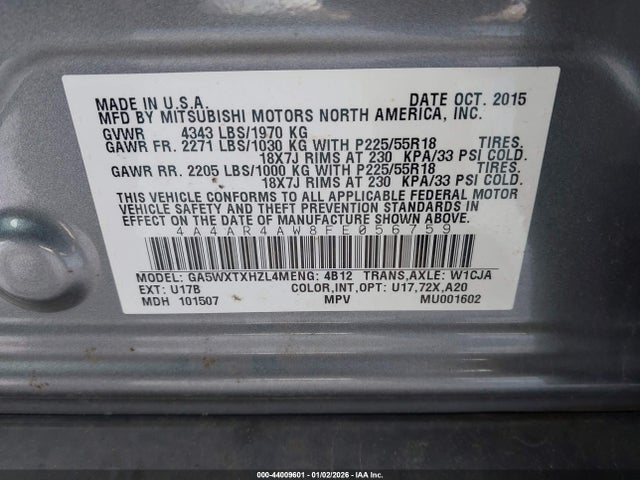 MADE IN U.S.A. DATE OCT. 2015
MFD BY MITSUBISHI MOTORS NORTH AMERICA, INC.
GVWR 4343 LBS/1970 KG
GAWR FR. 2271 LBS/1030 KG WITH P225/55R18 TIRES,
18X7J RIMS AT 230 KPA/33 PSI COLD.
GAWR RR. 2205 LBS/1000 KG WITH P225/55R18 TIRES,
18X7J RIMS AT 230 KPA/33 PSI COLD.
THIS VEHICLE CONFORMS TO ALL APPLICABLE FEDERAL MOTOR
VEHICLE SAFETY AND THEFT PREVENTION STANDARDS IN
EFFECT ON THE DATE OF MANUFACTURE SHOWN ABOVE.
4A4AR4AW8FE056759
MODEL: GA5WXTXHZL4MENG: 4B12 TRANS,AXLE: W1CJA
EXT: U17B COLOR,INT,OPT: U17,72X,A20
MDH 101507 MPV MU001602
000-44009601 - 01/02/2026 - IAA Inc.